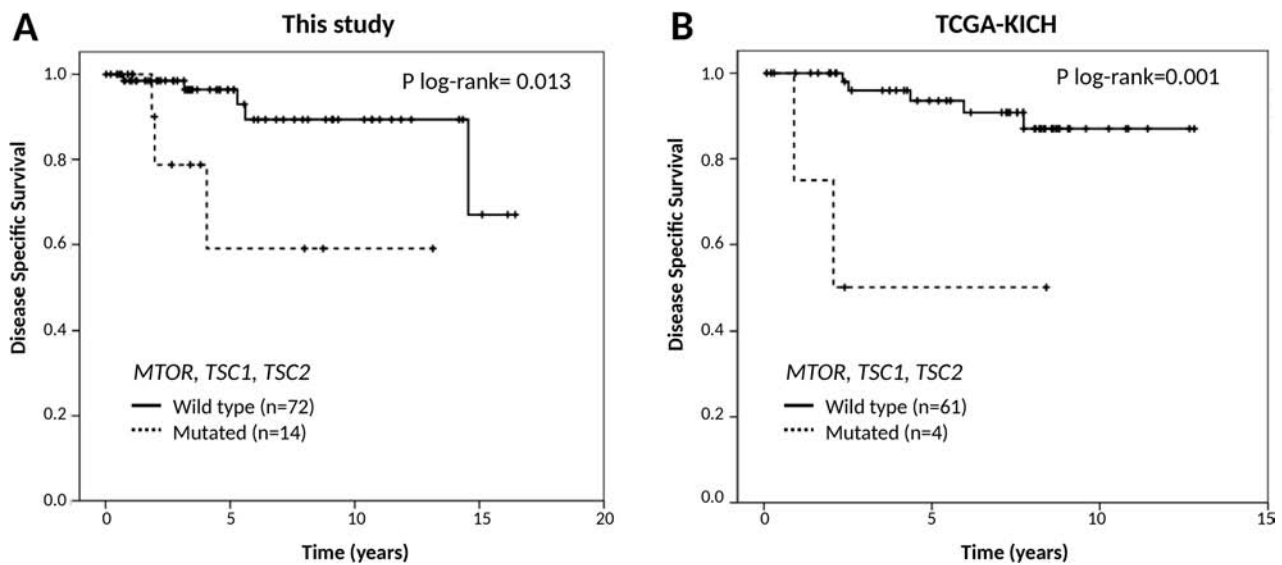 A
This study
P log-rank= 0.013
1.0
0.8
0.6
0.4
0.2
0.0
Disease Specific Survival
MTOR, TSC1, TSC2
Wild type (n=72)
Mutated (n=14)
0
5
10
15
20
Time (years)
B
TCGA-KICH
P log-rank=0.001
1.0
0.8
0.6
0.4
0.2
0.0
Disease Specific Survival
MTOR, TSC1, TSC2
Wild type (n=61)
Mutated (n=4)
0
5
10
15
Time (years)